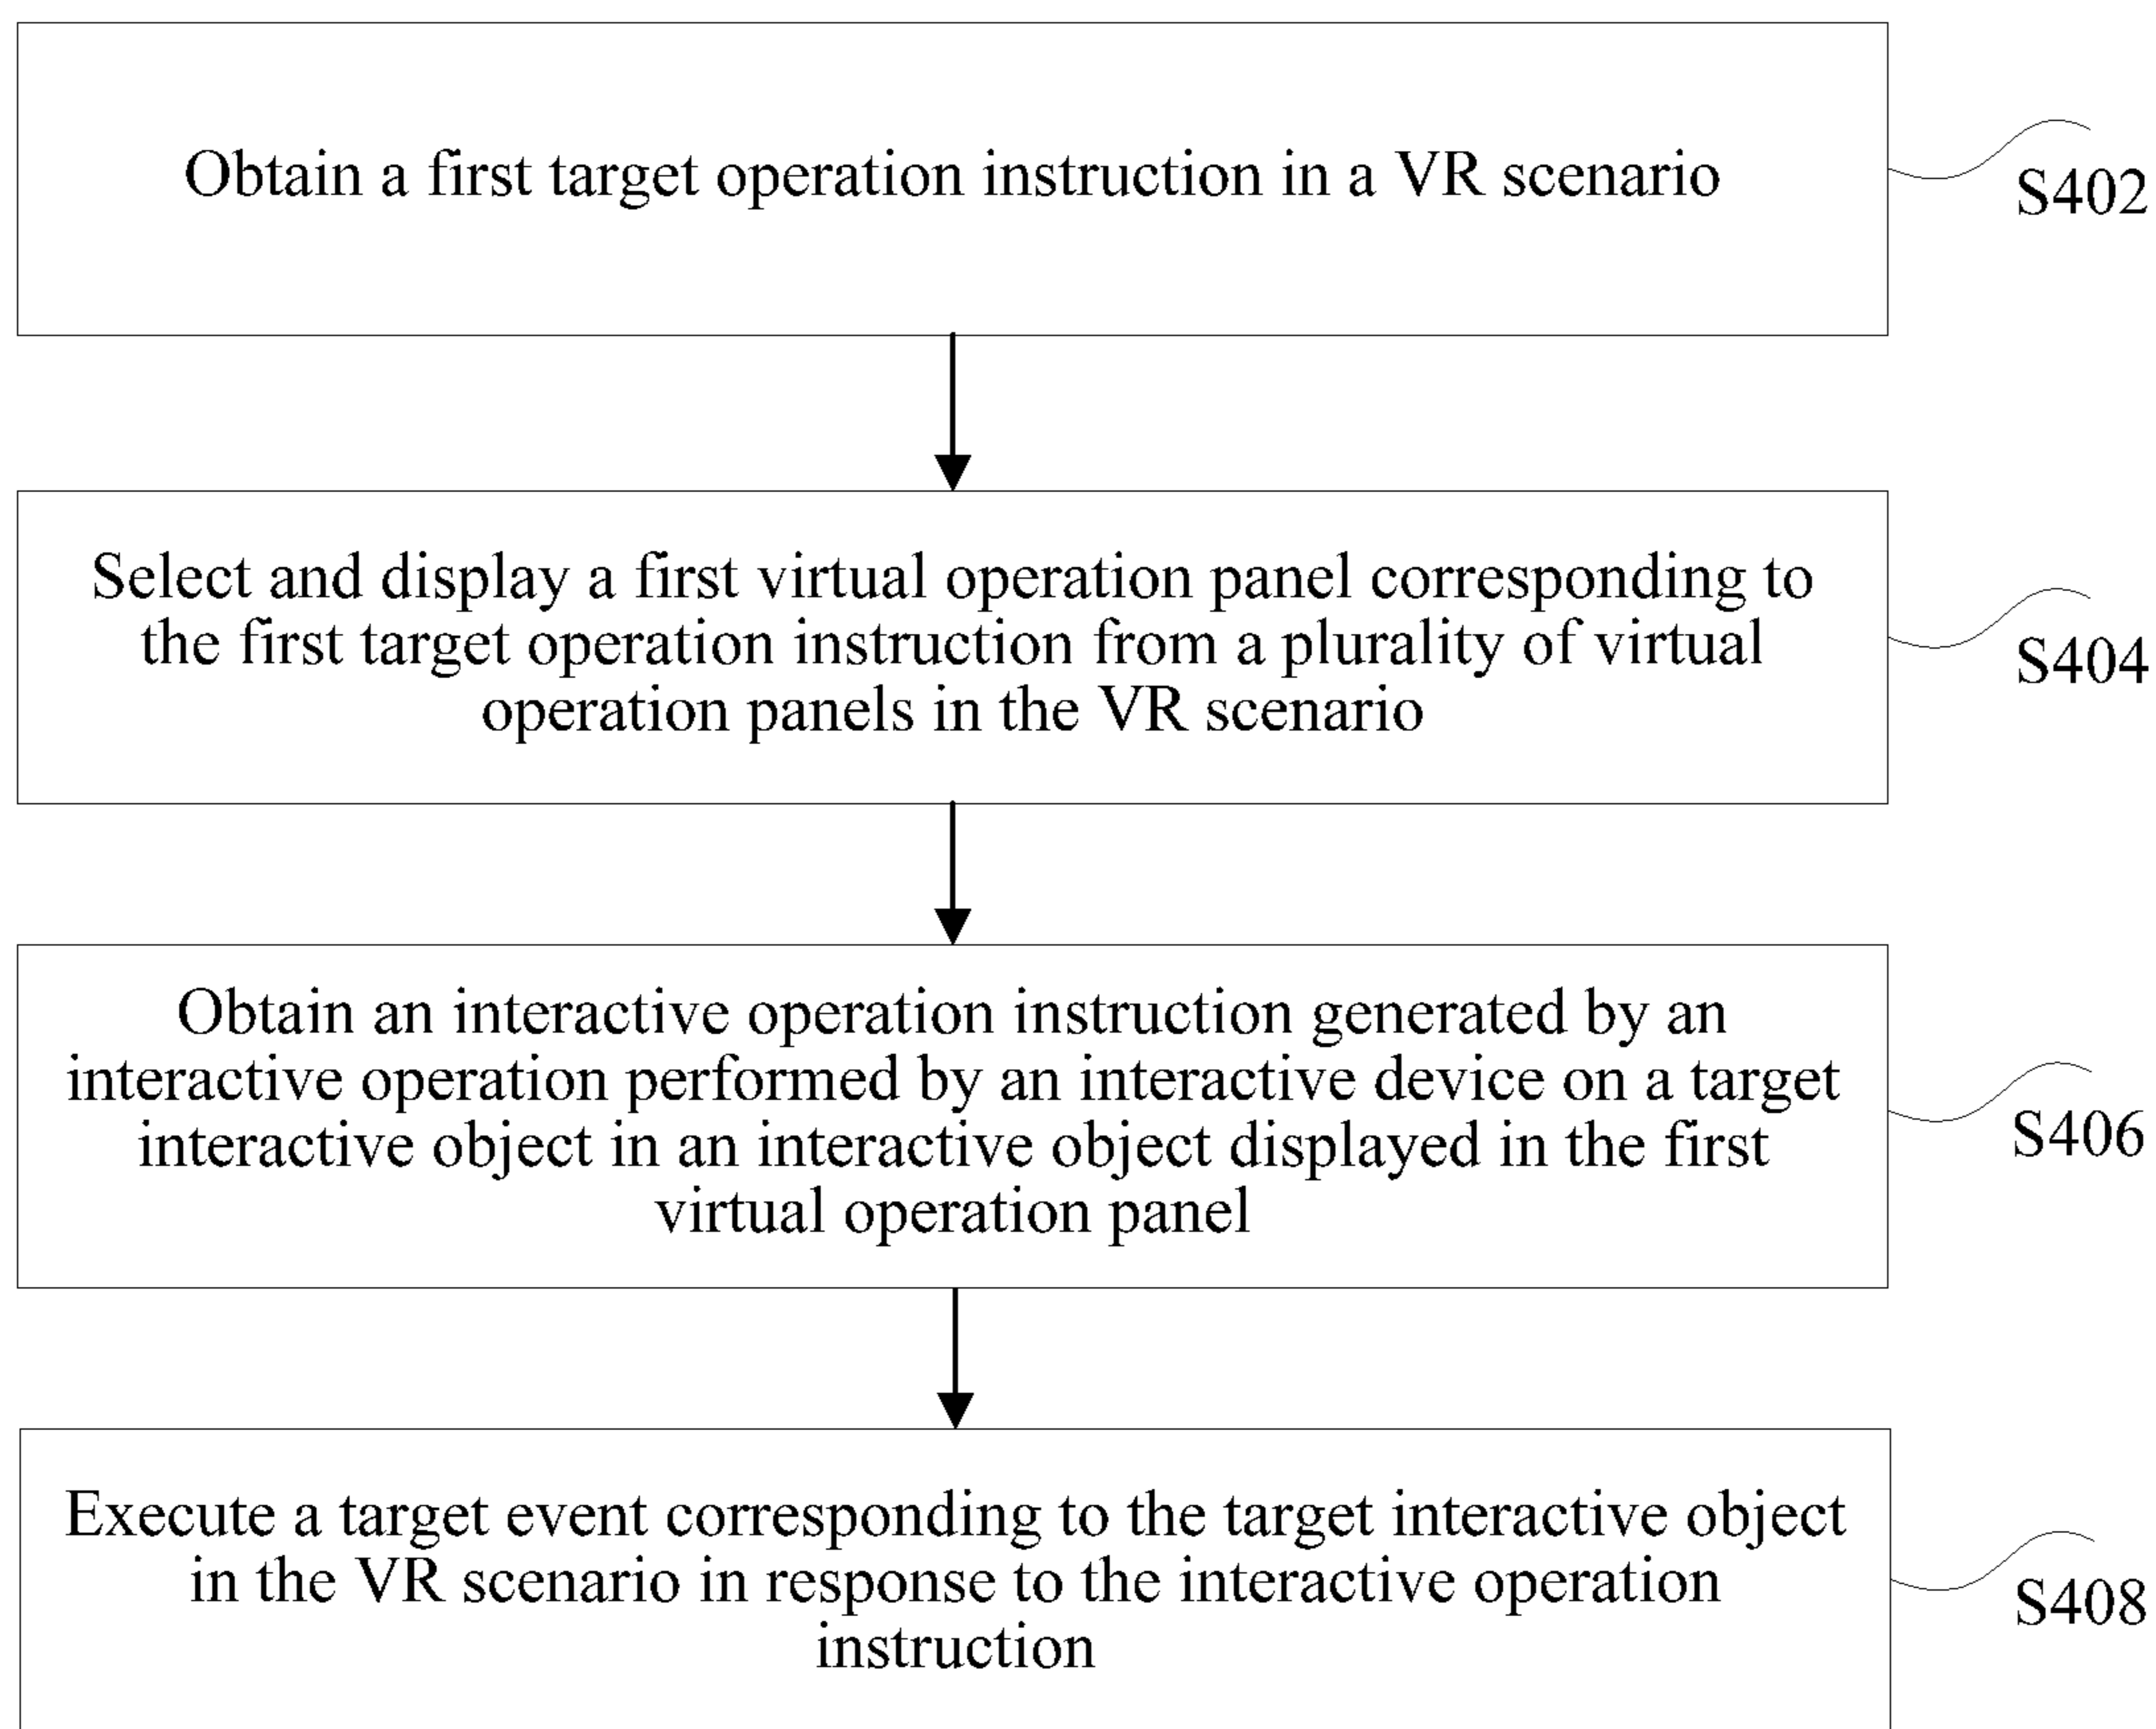 Obtain a first target operation instruction in a VR scenario
S402
Select and display a first virtual operation panel corresponding to
the first target operation instruction from a plurality of virtual
operation panels in the VR scenario
S404
Obtain an interactive operation instruction generated by an
interactive operation performed by an interactive device on a target
interactive object in an interactive object displayed in the first
virtual operation panel
S406
Execute a target event corresponding to the target interactive object
in the VR scenario in response to the interactive operation
instruction
S408